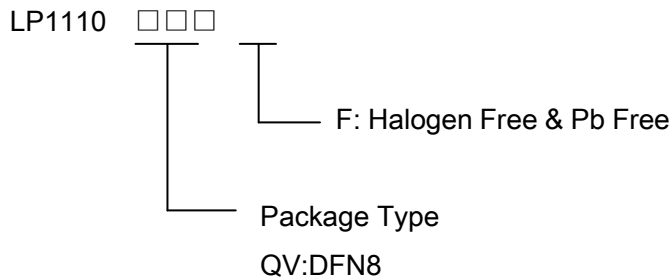 LP1110 □□□
F: Halogen Free & Pb Free
Package Type
QV:DFN8